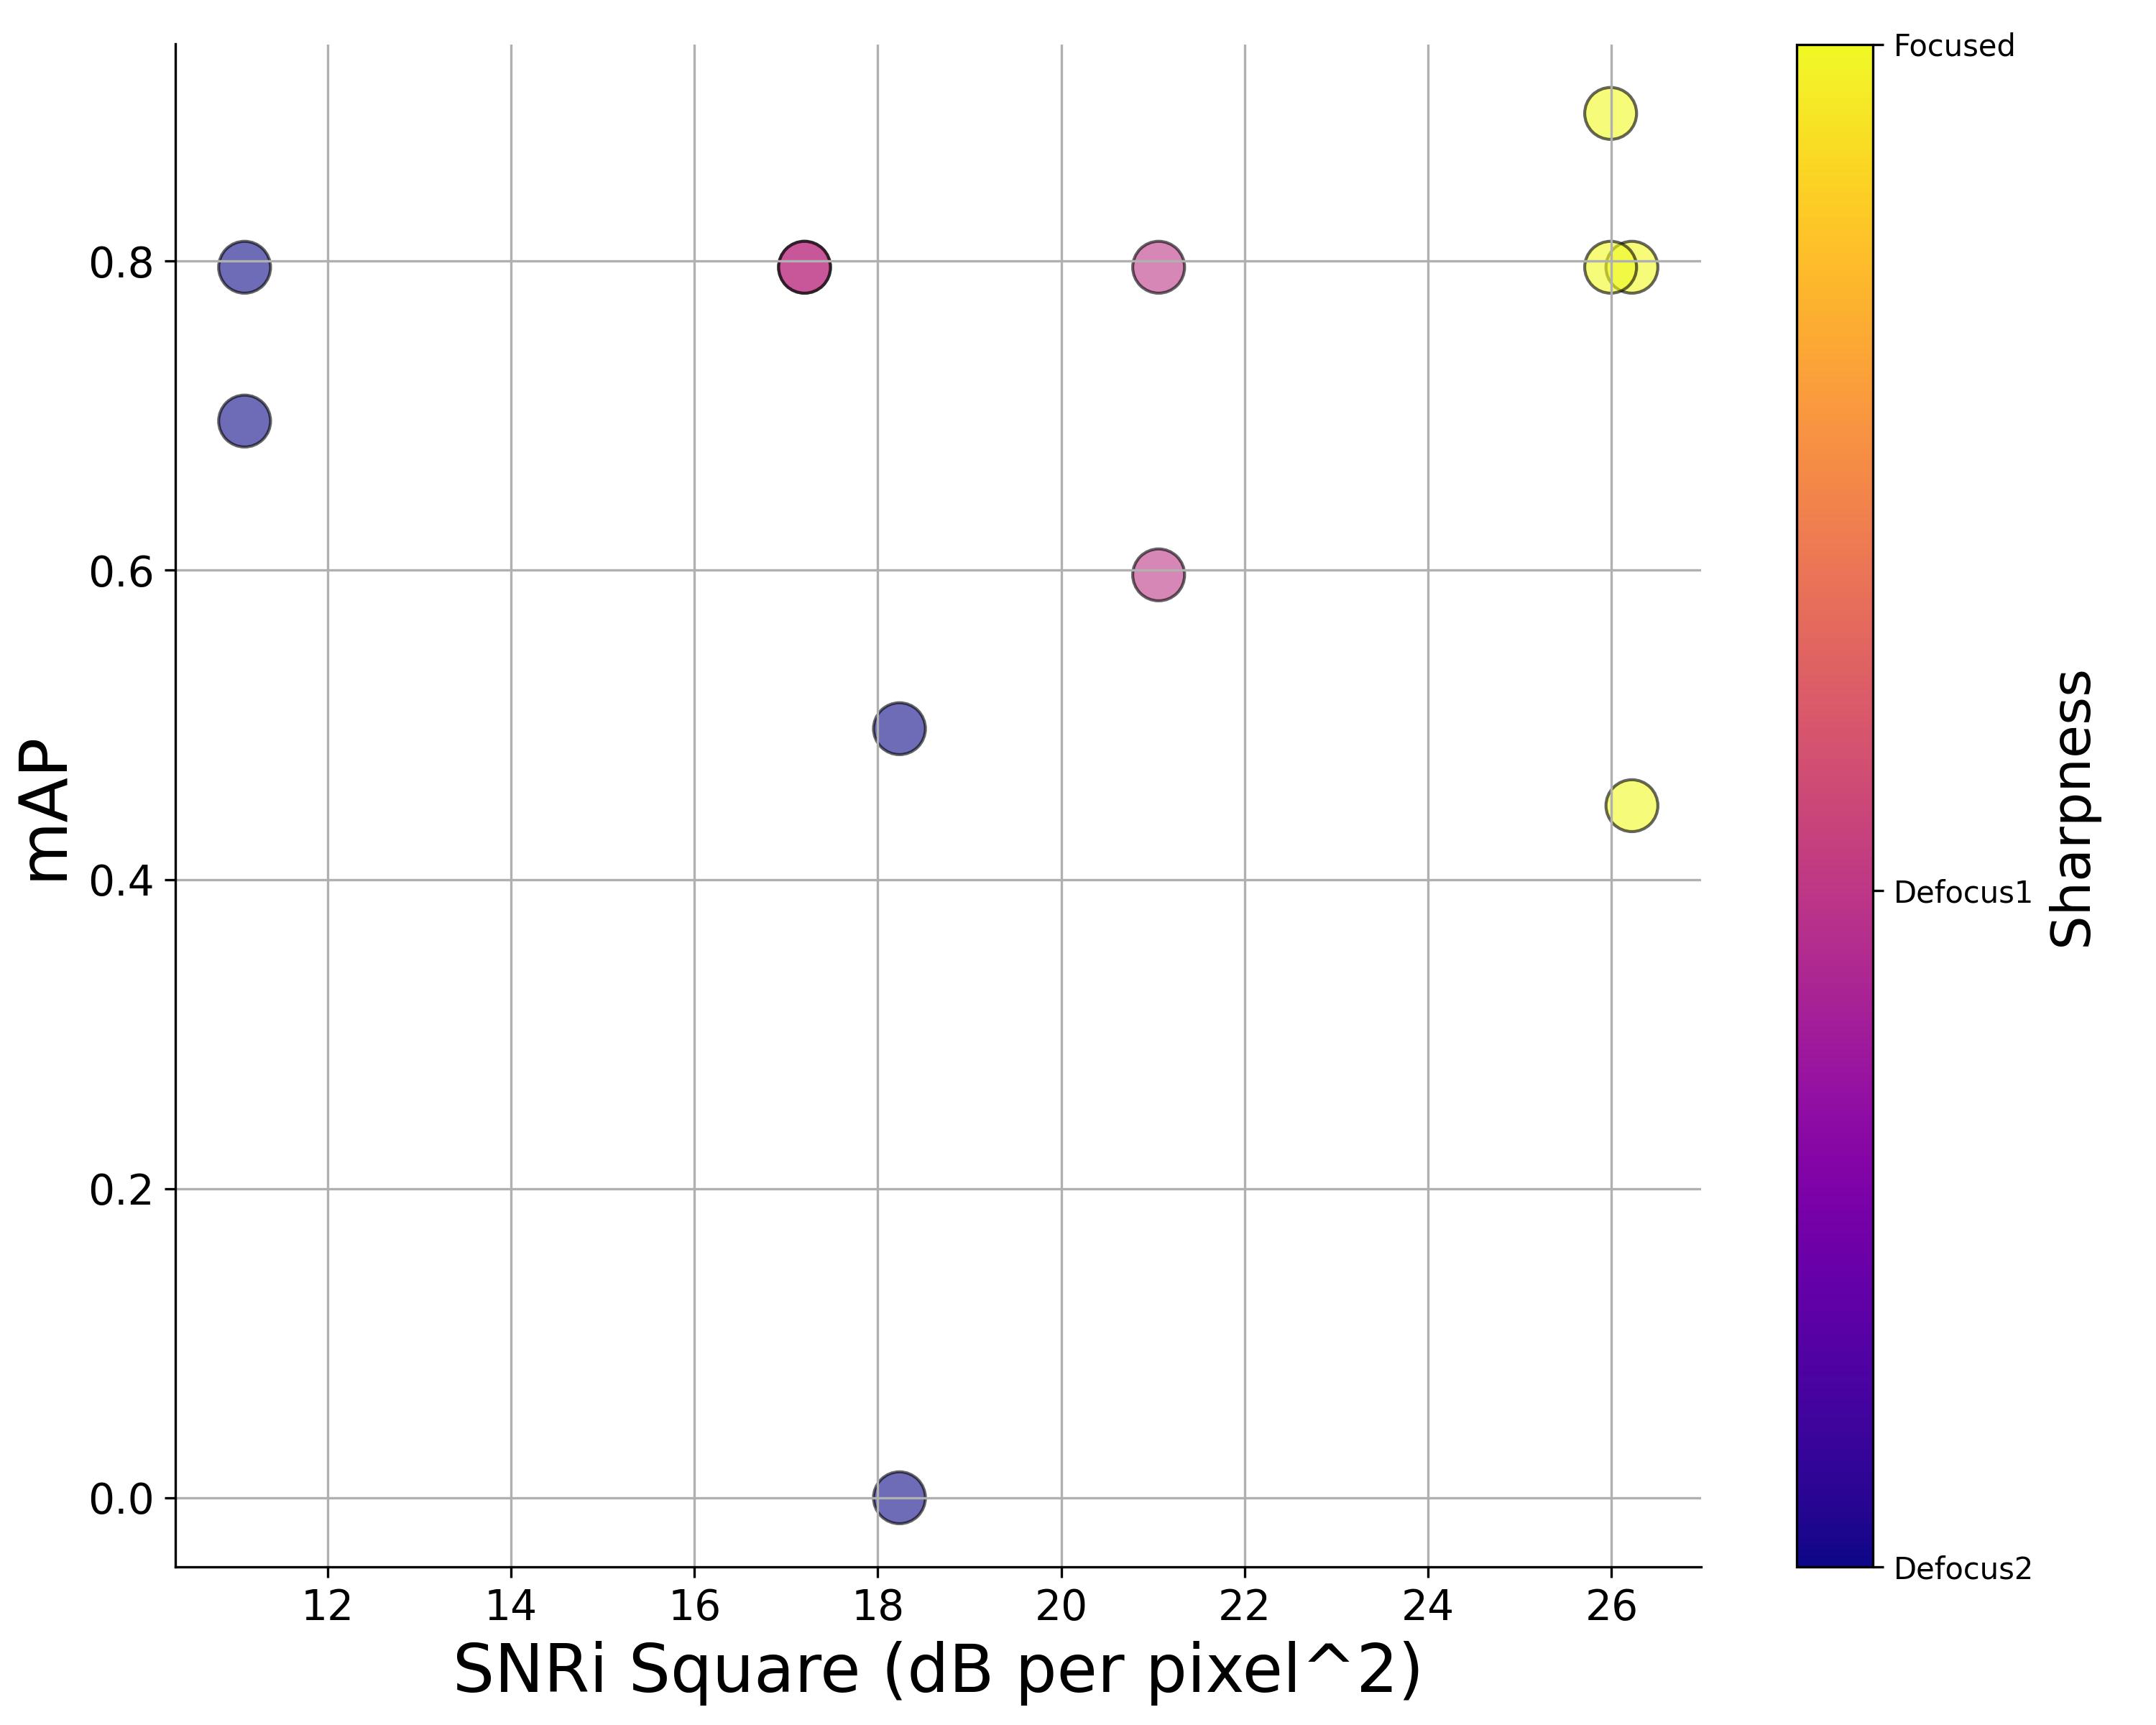 mAP
0.8
0.6
0.4
0.2
0.0
12 14 16 18 20 22 24 26
SNRi Square (dB per pixel^2)
Focused
Defocus1
Defocus2
Sharpness